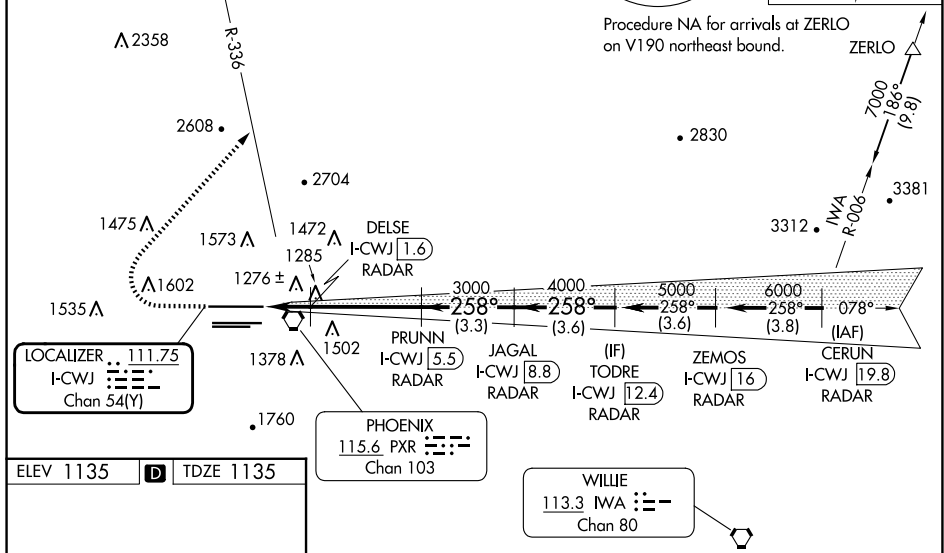 Procedure NA for arrivals at ZERLO
on V190 northeast bound.
ZERLO
2358
R-336
7000
186°
(9.8)
2608
2830
2704
3381
IWA
R-006
3312
1475
1573
1472
1285
DELSE
I-CWJ 1.6
RADAR
1276 ±
1602
1535
3000
258°
(3.3)
4000
258°
(3.6)
5000
258°
(3.6)
6000
258°
(3.8)
078°
(IAF)
CERUN
I-CWJ 19.8
RADAR
LOCALIZER 111.75
I-CWJ
Chan 54(Y)
1378
1502
PRUNN
I-CWJ 5.5
RADAR
JAGAL
I-CWJ 8.8
RADAR
(IF)
TODRE
I-CWJ 12.4
RADAR
ZEMOS
I-CWJ 16
RADAR
1760
PHOENIX
115.6 PXR
Chan 103
ELEV 1135 D TDZE 1135
WILLIE
113.3 IWA
Chan 80